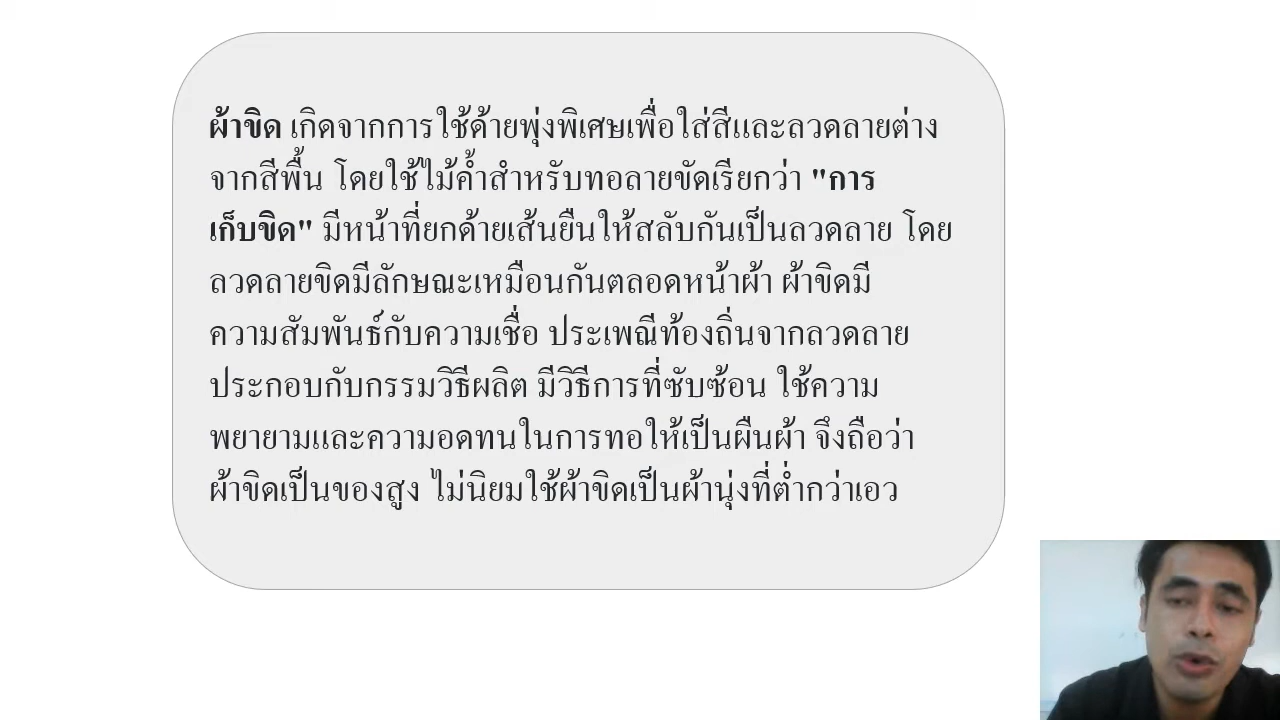 ผ้าขิด เกิดจากการใช้ด้ายพุ่งพิเศษเพื่อใส่สีและลวดลายต่าง
จากสีพื้น โดยใช้ไม้ค้ำสำหรับทอลายขัดเรียกว่า "การ
เก็บขิด" มีหน้าที่ยกด้ายเส้นยืนให้สลับกันเป็นลวดลาย โดย
ลวดลายขิดมีลักษณะเหมือนกันตลอดหน้าผ้า ผ้าขิดมี
ความสัมพันธ์กับความเชื่อ ประเพณีท้องถิ่นจากลวดลาย
ประกอบกับกรรมวิธีผลิต มีวิธีการที่ซับซ้อน ใช้ความ
พยายามและความอดทนในการทอให้เป็นผืนผ้า จึงถือว่า
ผ้าขิดเป็นของสูง ไม่นิยมใช้ผ้าขิดเป็นผ้านุ่งที่ต่ำกว่าเอว